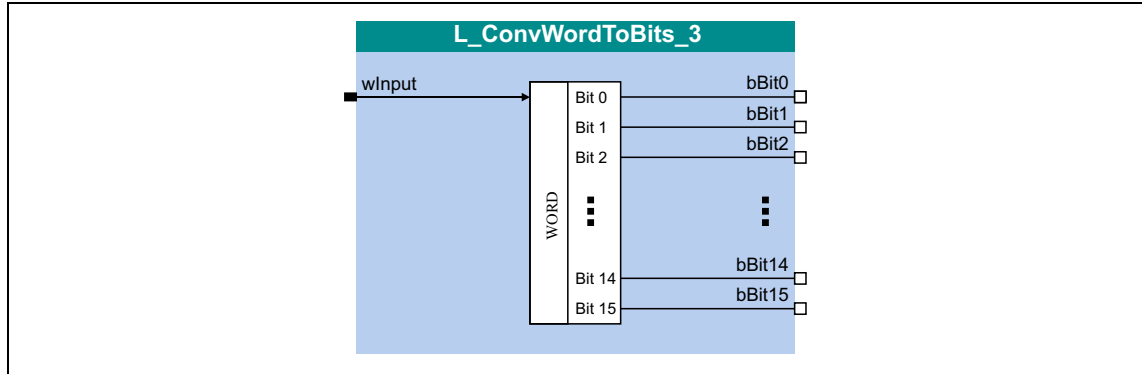 L_ConvWordToBits_3
wInput
WORD
Bit 0
bBit0
Bit 1
bBit1
Bit 2
bBit2
Bit 14
bBit14
Bit 15
bBit15